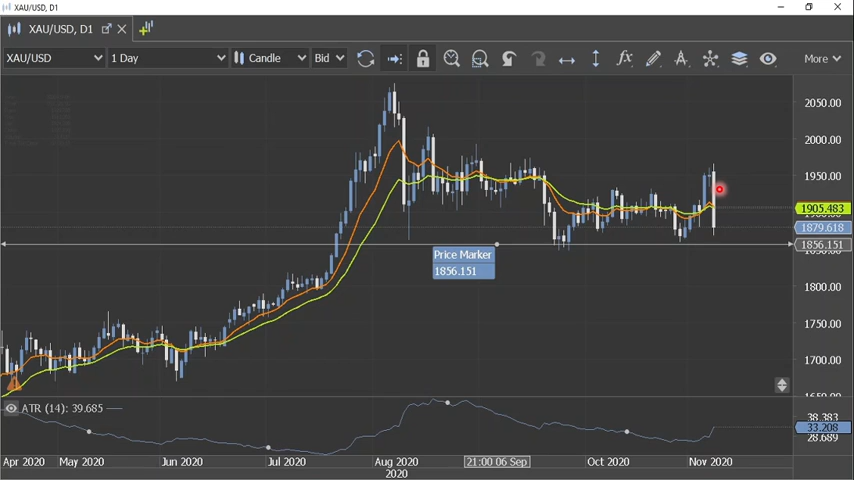 XAU/USD, D1
XAU/USD, D1
XAU/USD 1 Day Candle Bid fx More
2050.00
2000.00
1950.00
1905.483
1879.618
1856.151
Price Marker
1856.151
1800.00
1750.00
1700.00
ATR (14): 39.685
38.383
33.208
28.689
Apr 2020 May 2020 Jun 2020 Jul 2020 Aug 2020 21:00 06 Sep Oct 2020 Nov 2020
2020